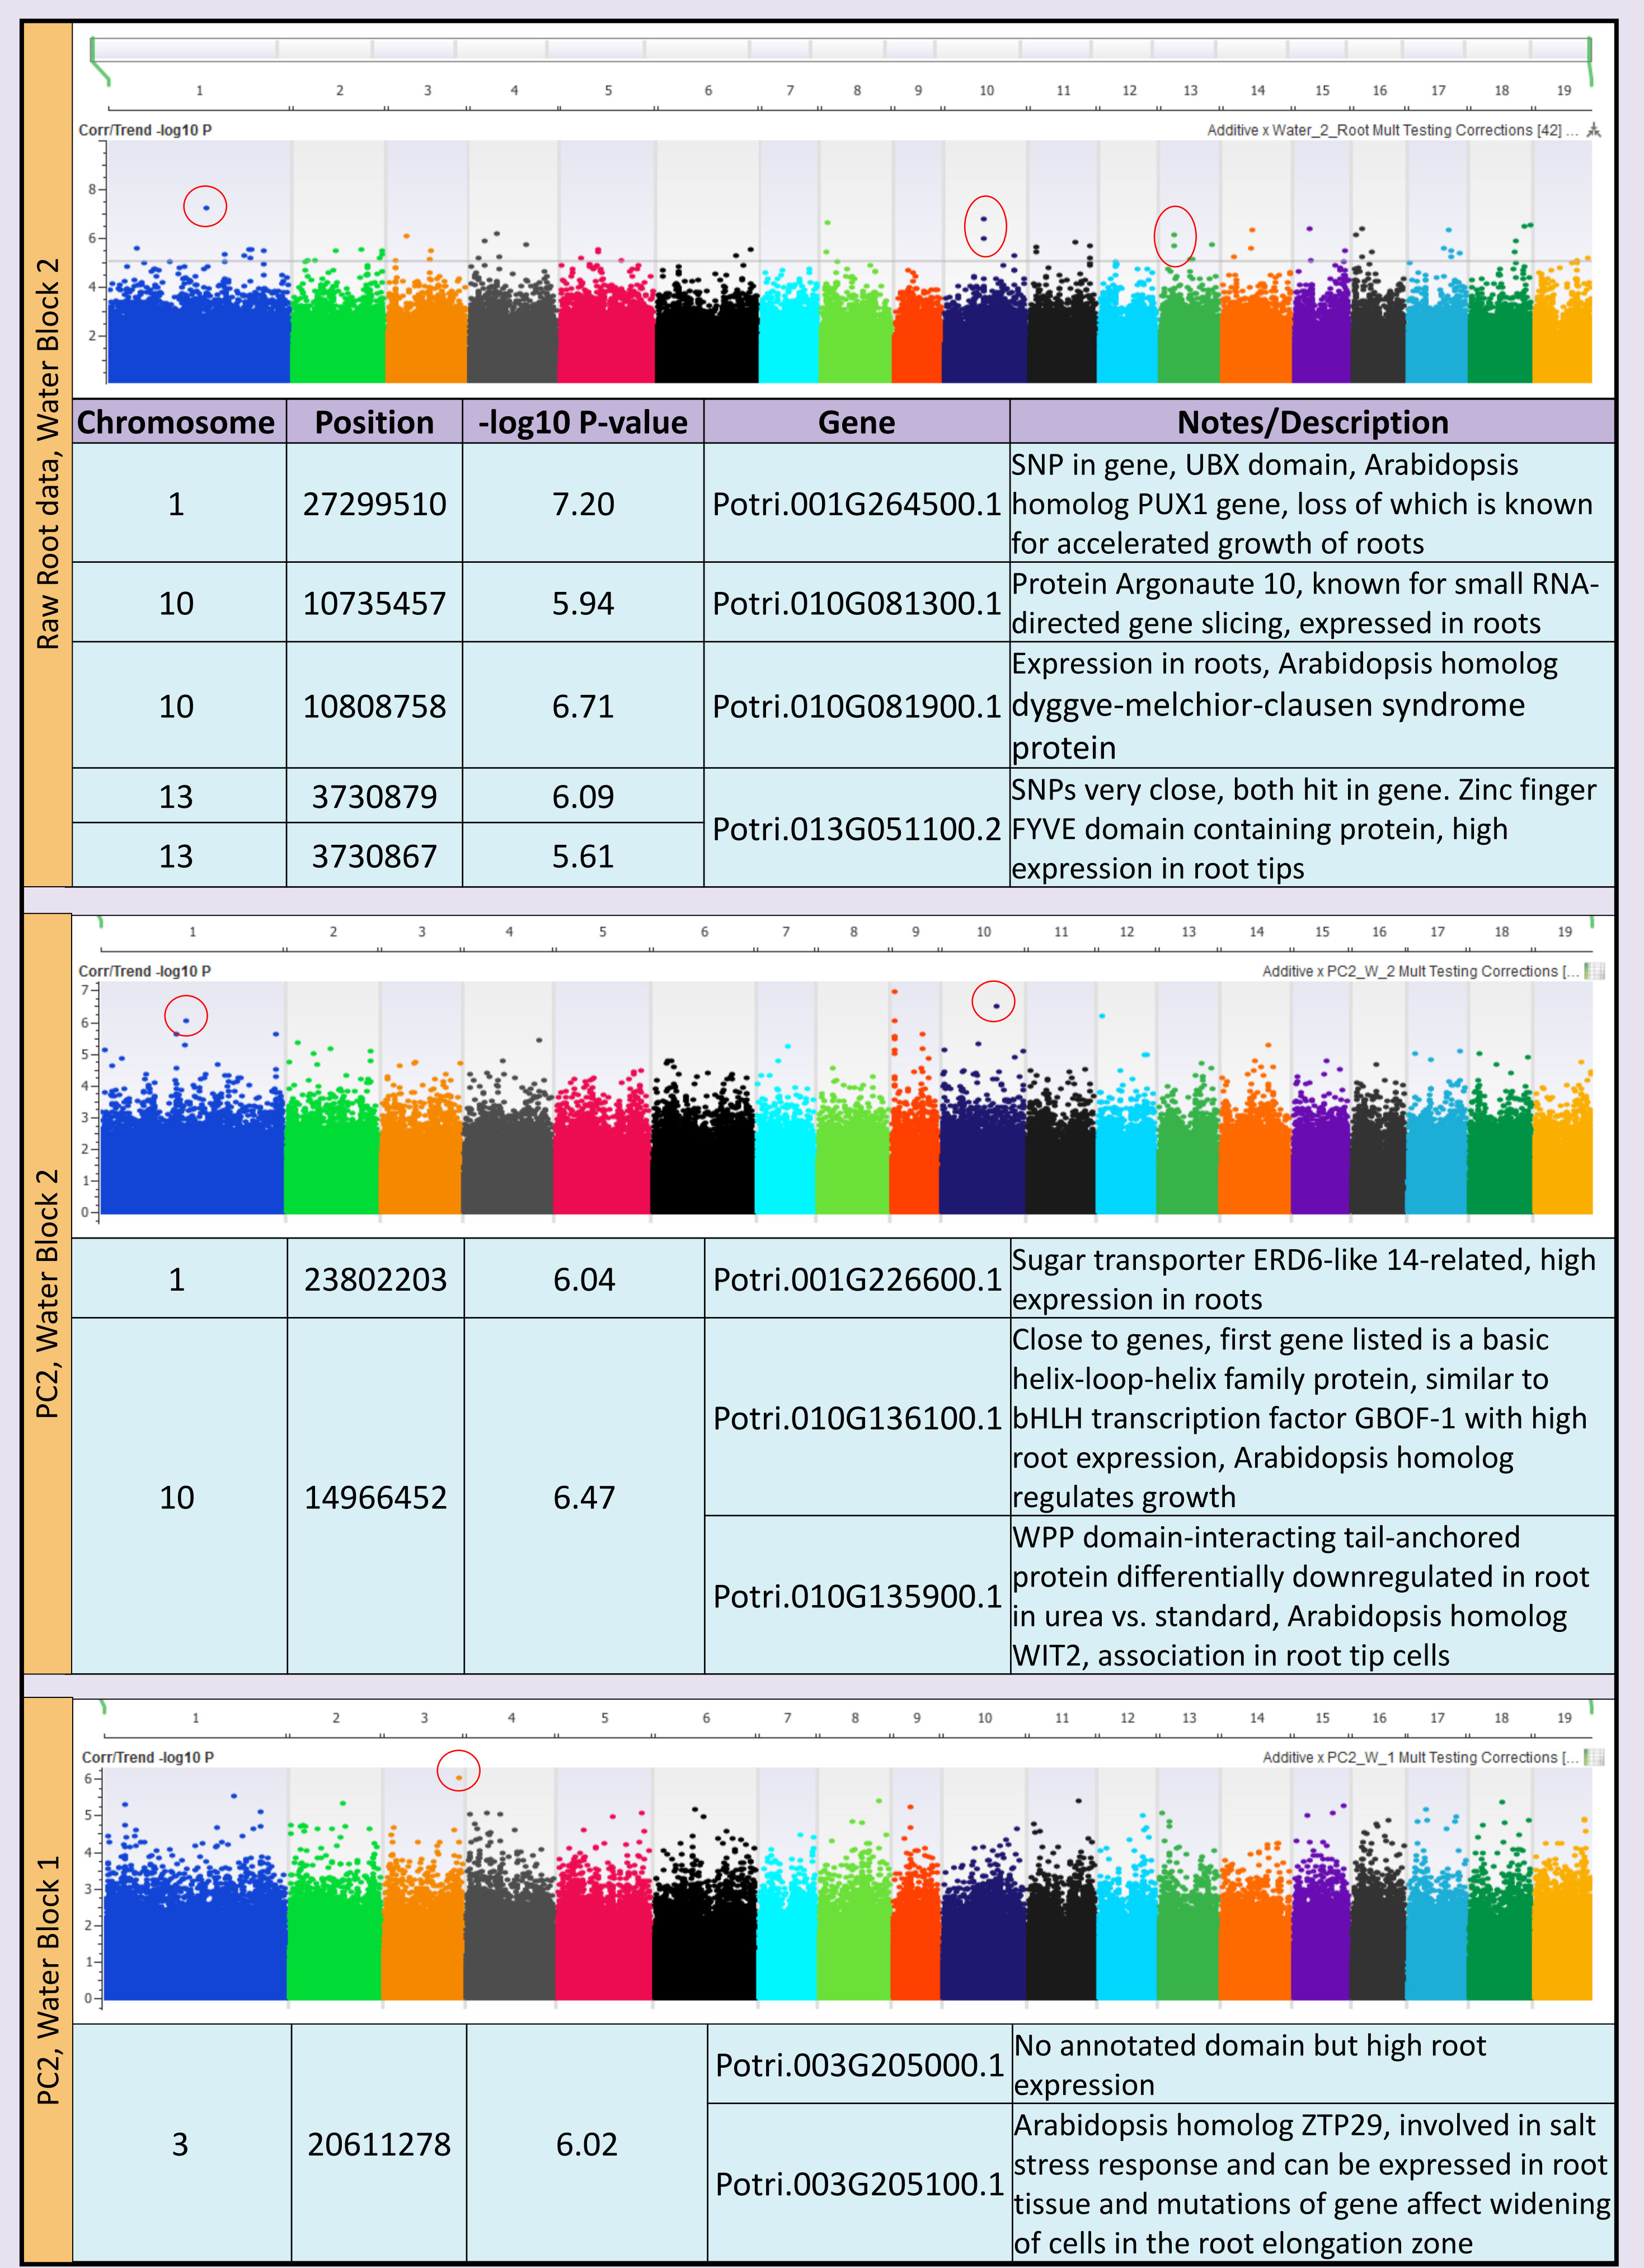 Raw Root data, Water Block 2
1 2 3 4 5 6 7 8 9 10 11 12 13 14 15 16 17 18 19
Corr/Trend -log10 P
Additive x Water_2_Root Mult Testing Corrections [42] ...
8
6
4
2
Chromosome Position -log10 P-value Gene Notes/Description
1 27299510 7.20 Potri.001G264500.1
SNP in gene, UBX domain, Arabidopsis
homolog PUX1 gene, loss of which is known
for accelerated growth of roots
10 10735457 5.94 Potri.010G081300.1
Protein Argonaute 10, known for small RNA-
directed gene slicing, expressed in roots
10 10808758 6.71 Potri.010G081900.1
Expression in roots, Arabidopsis homolog
dyggve-melchior-clausen syndrome
protein
13 3730879 6.09
13 3730867 5.61
Potri.013G051100.2
SNPs very close, both hit in gene. Zinc finger
FYVE domain containing protein, high
expression in root tips
PC2, Water Block 2
1 2 3 4 5 6 7 8 9 10 11 12 13 14 15 16 17 18 19
Corr/Trend -log10 P
Additive x PC2_W_2 Mult Testing Corrections [...
7
6
5
4
3
2
1
0
1 23802203 6.04 Potri.001G226600.1
Sugar transporter ERD6-like 14-related, high
expression in roots
10 14966452 6.47
Potri.010G136100.1
Close to genes, first gene listed is a basic
helix-loop-helix family protein, similar to
bHLH transcription factor GBOF-1 with high
root expression, Arabidopsis homolog
regulates growth
Potri.010G135900.1
WPP domain-interacting tail-anchored
protein differentially downregulated in root
in urea vs. standard, Arabidopsis homolog
WIT2, association in root tip cells
PC2, Water Block 1
1 2 3 4 5 6 7 8 9 10 11 12 13 14 15 16 17 18 19
Corr/Trend -log10 P
Additive x PC2_W_1 Mult Testing Corrections [...
6
5
4
3
2
1
0
3 20611278 6.02
Potri.003G205000.1
No annotated domain but high root
expression
Potri.003G205100.1
Arabidopsis homolog ZTP29, involved in salt
stress response and can be expressed in root
tissue and mutations of gene affect widening
of cells in the root elongation zone